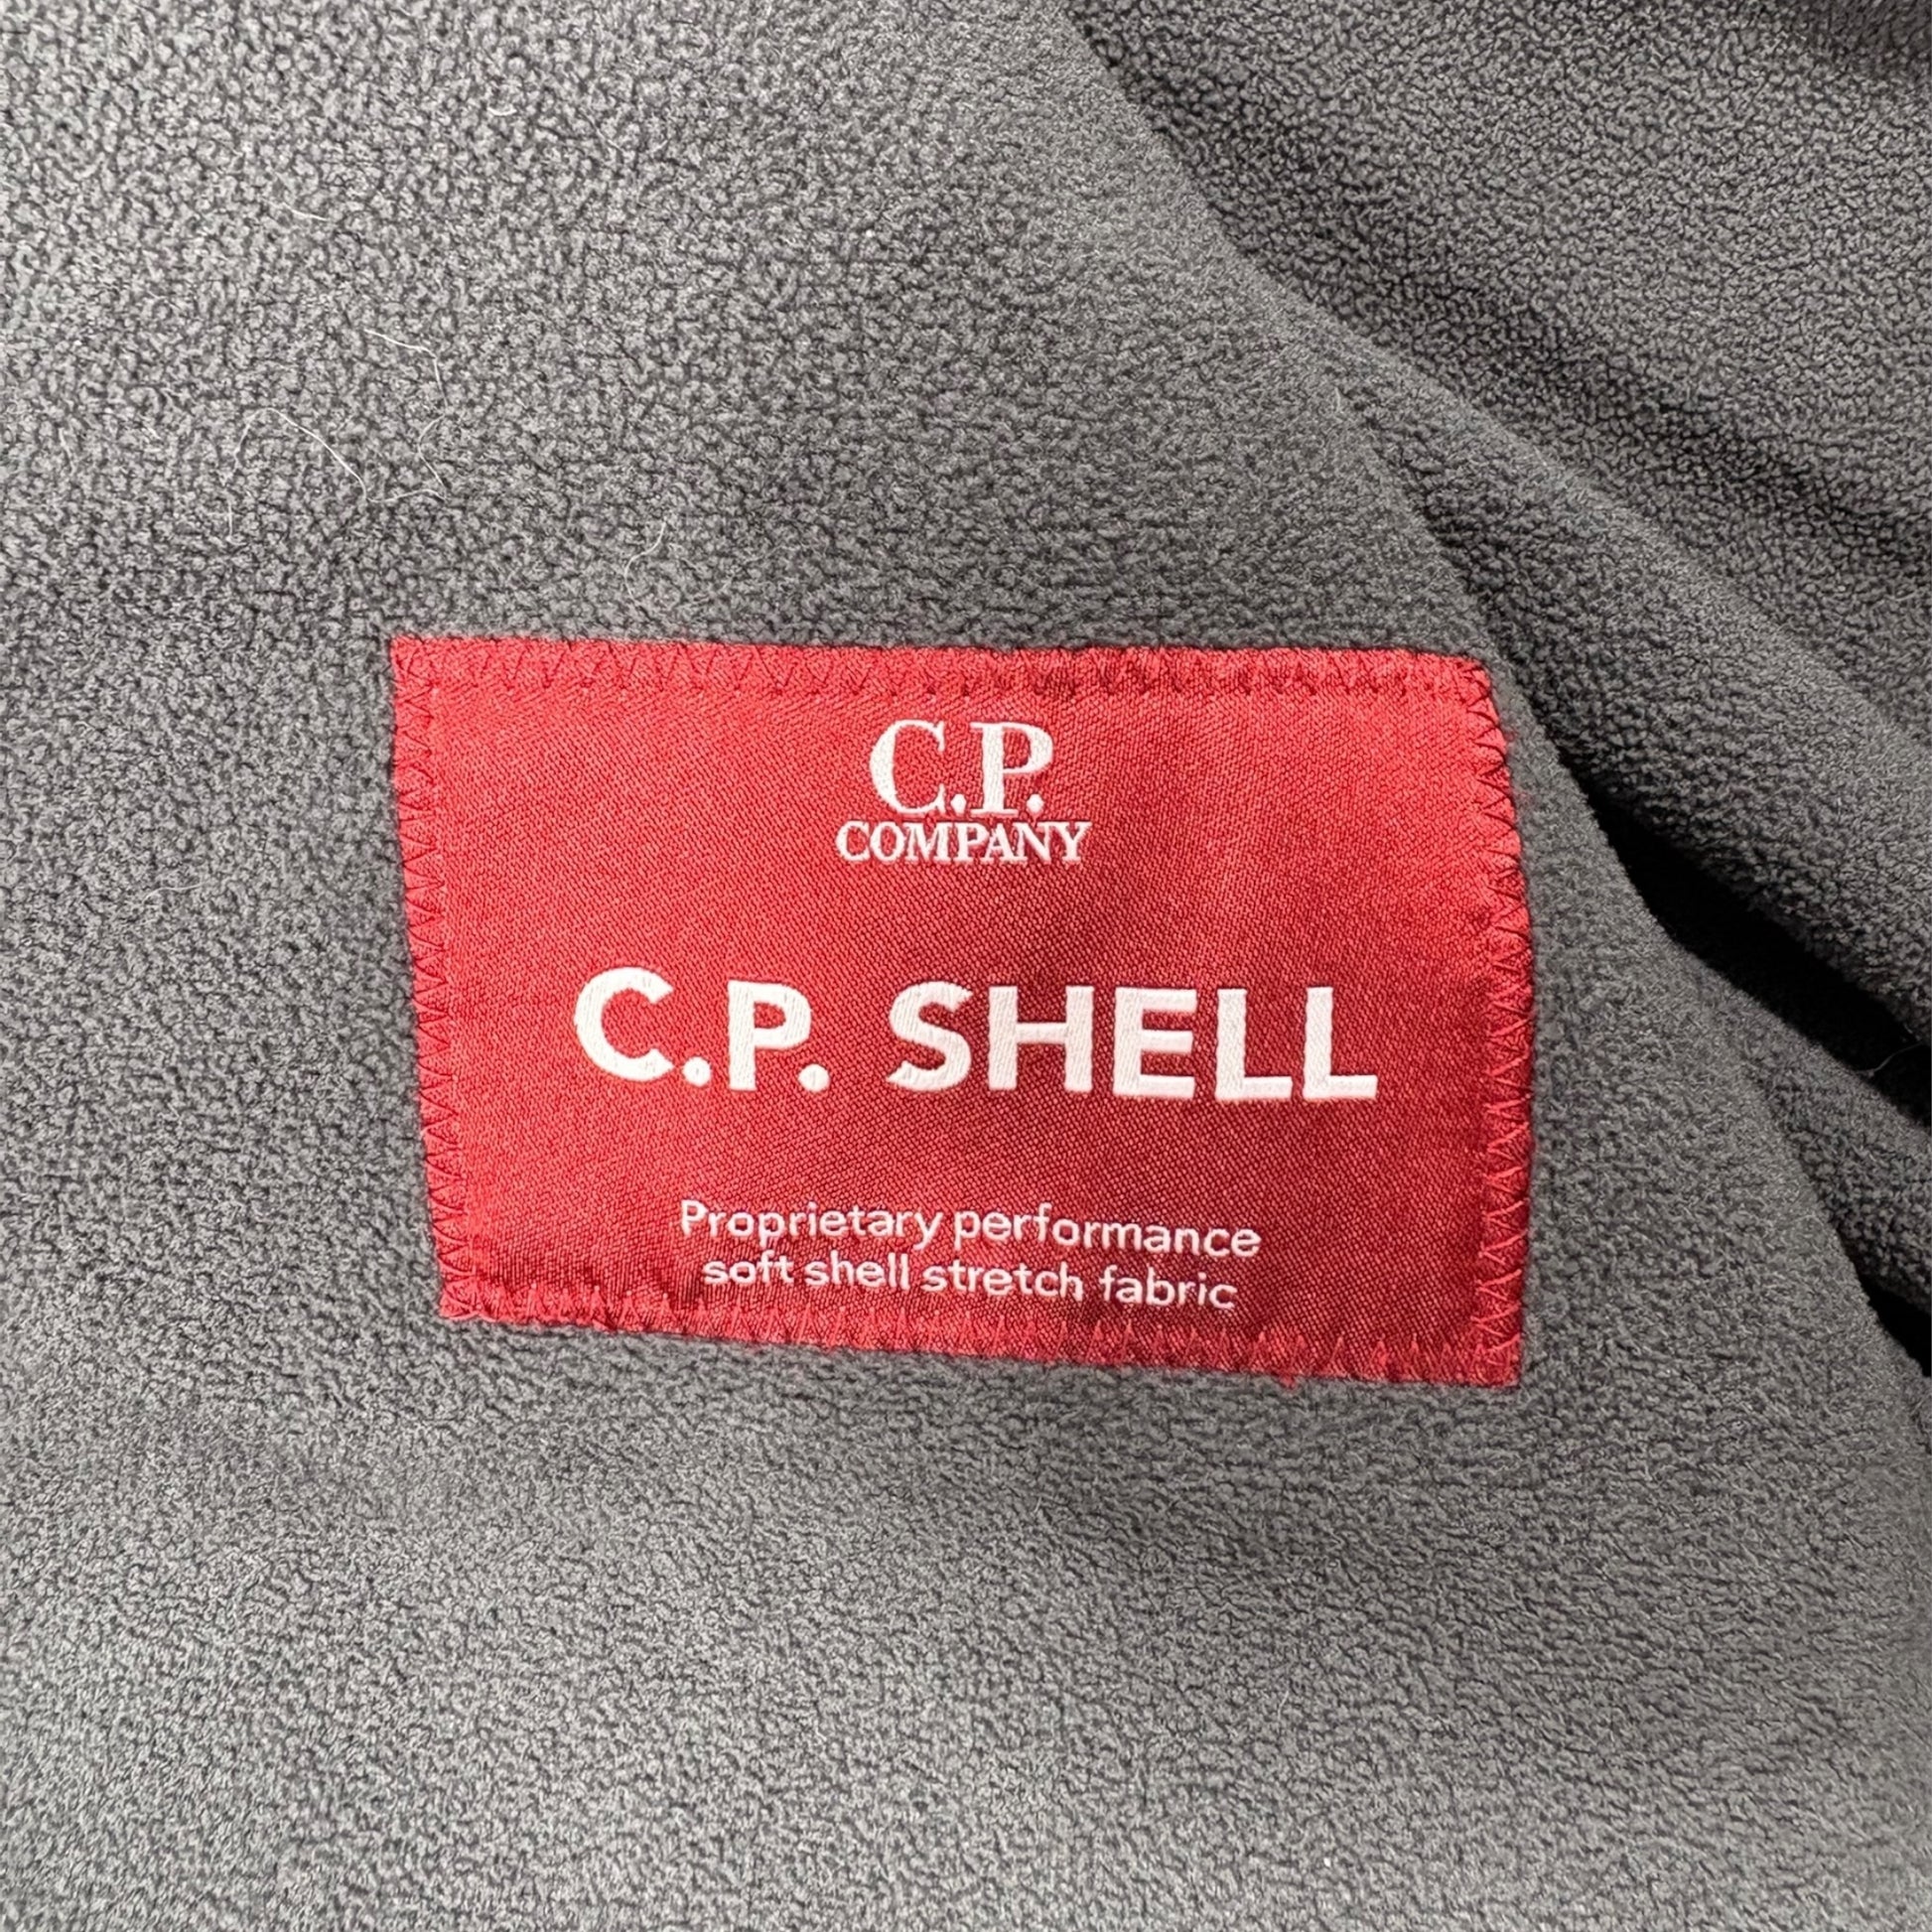 C.P.
COMPANY
C.P. SHELL
Proprietary performance
soft shell stretch fabric